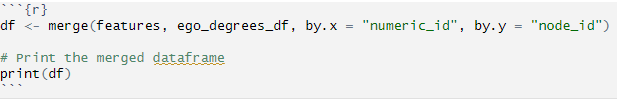 ```{r}
df <- merge(features, ego_degrees_df, by.x = "numeric_id", by.y = "node_id")
# Print the merged dataframe
print(df)
```